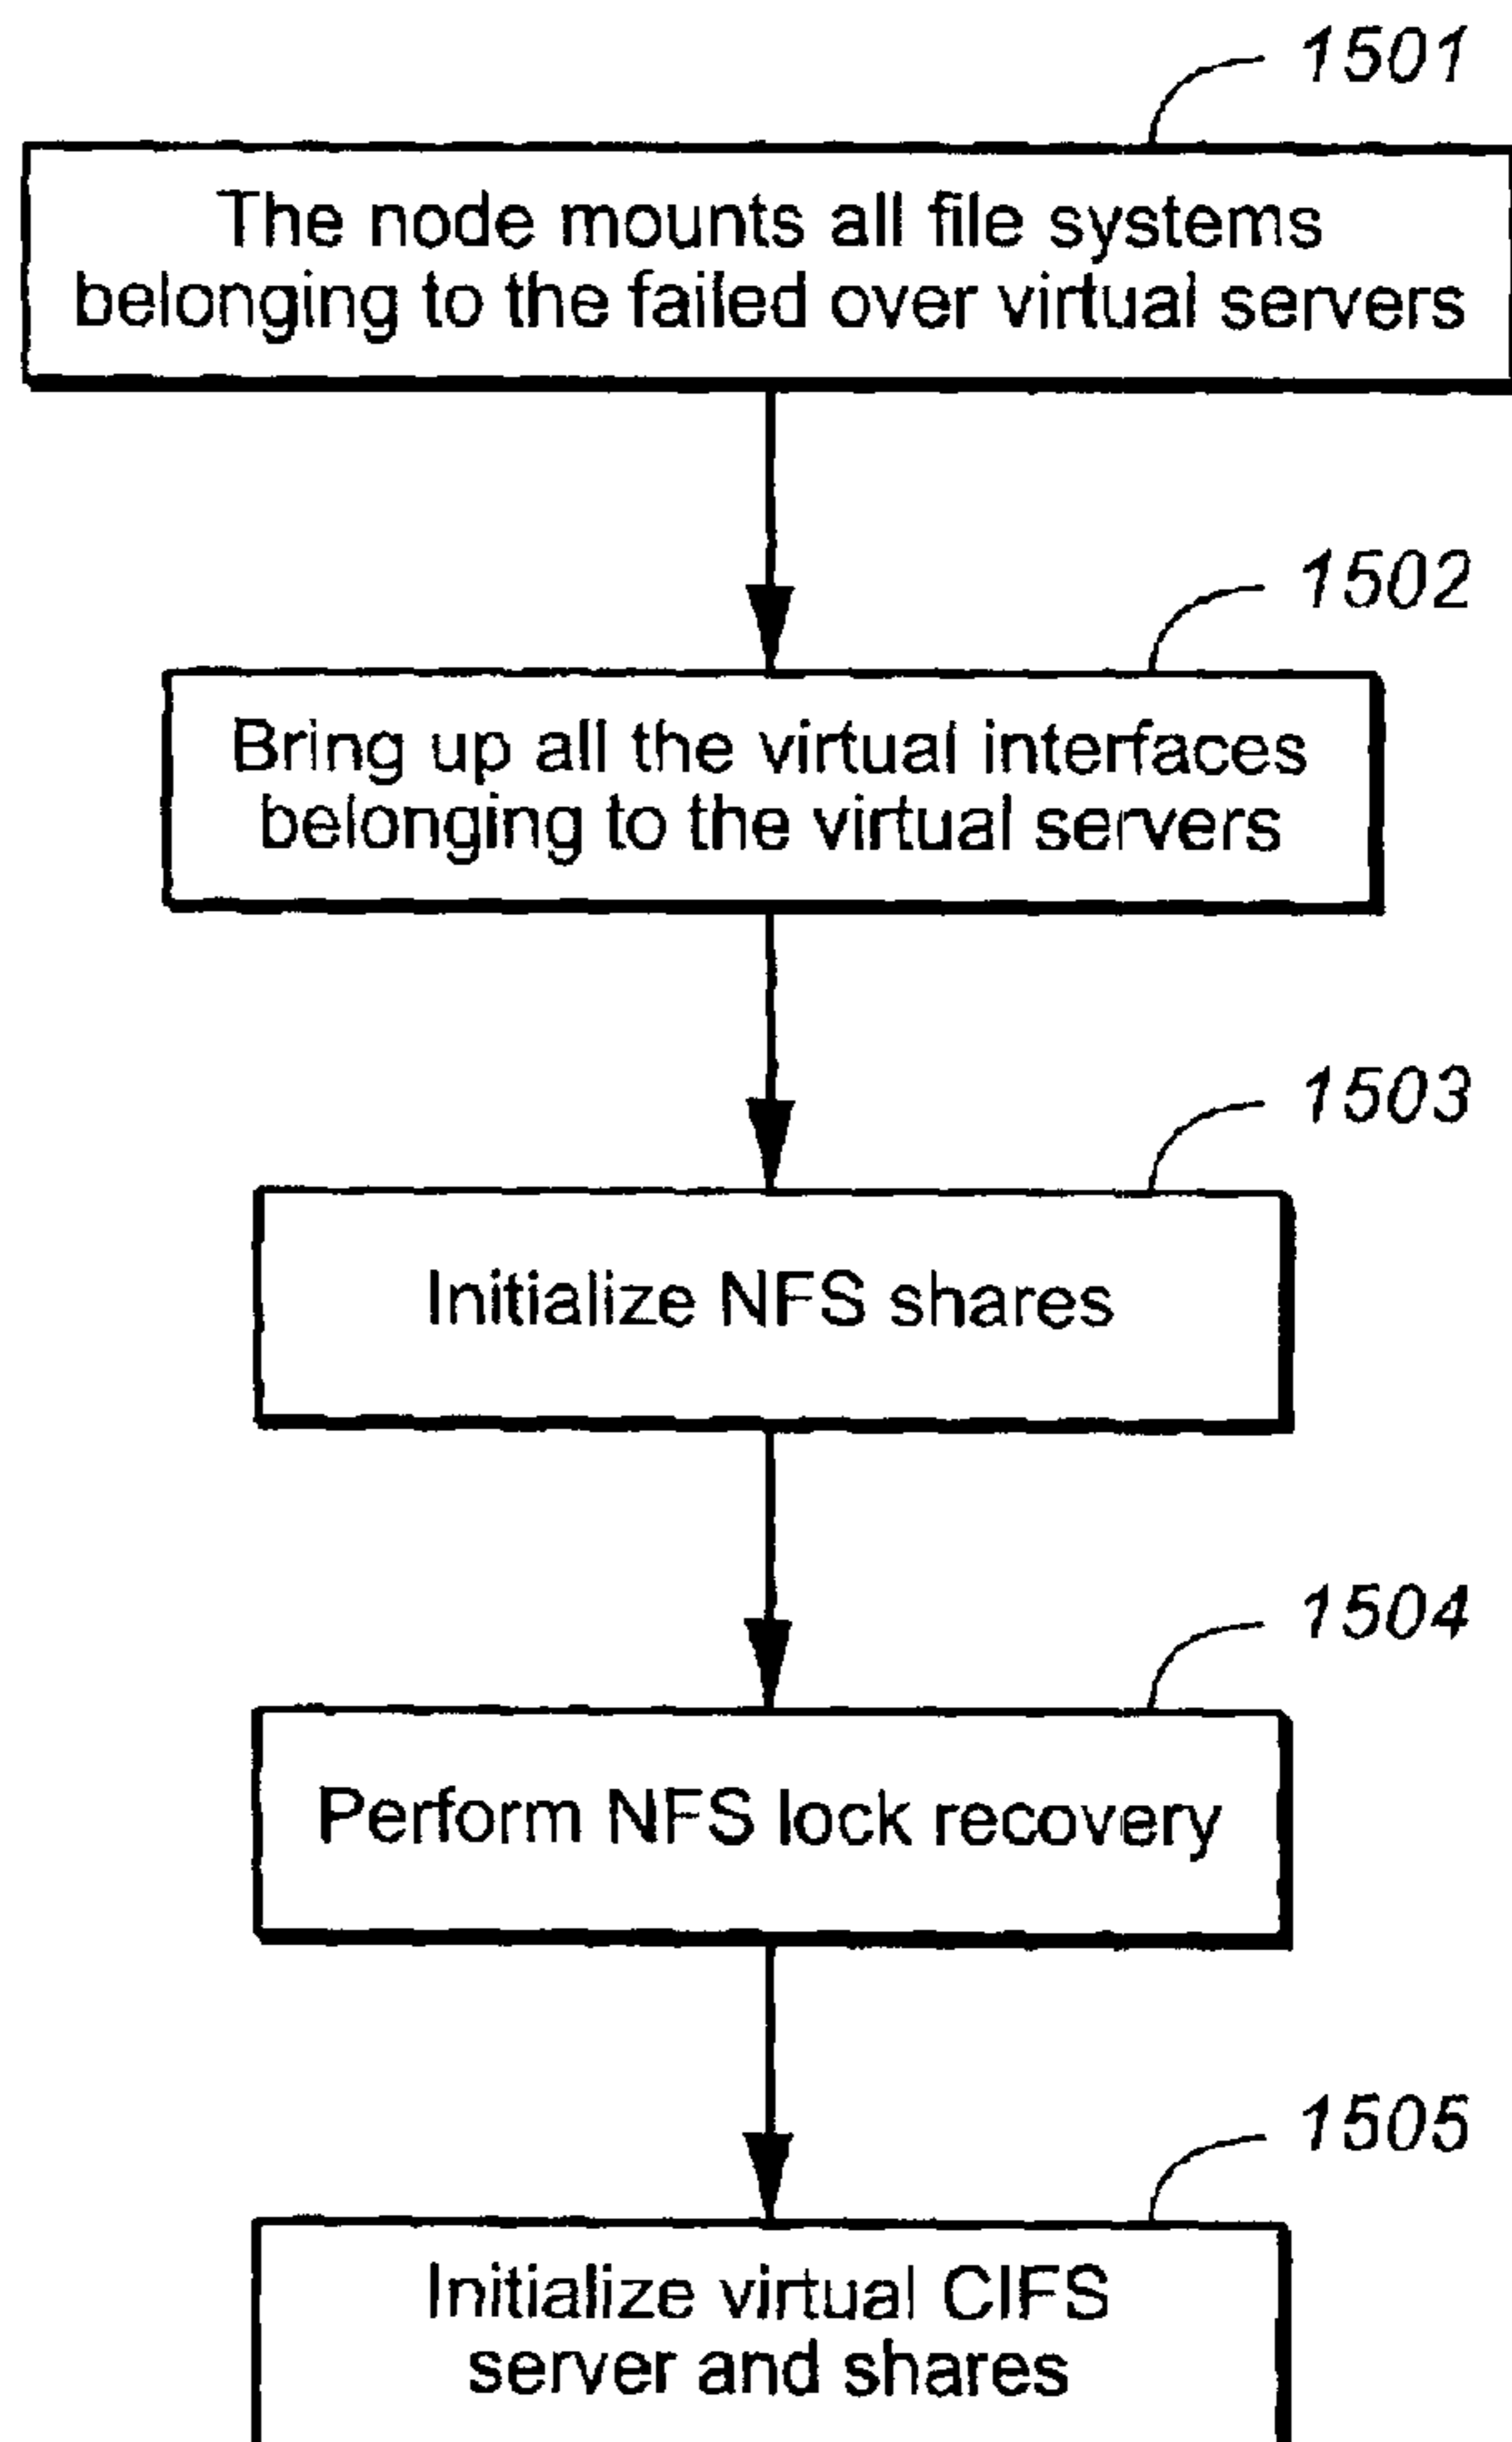 1501
The node mounts all file systems
belonging to the failed over virtual servers
1502
Bring up all the virtual interfaces
belonging to the virtual servers
1503
Initialize NFS shares
1504
Perform NFS lock recovery
1505
Initialize virtual CIFS
server and shares